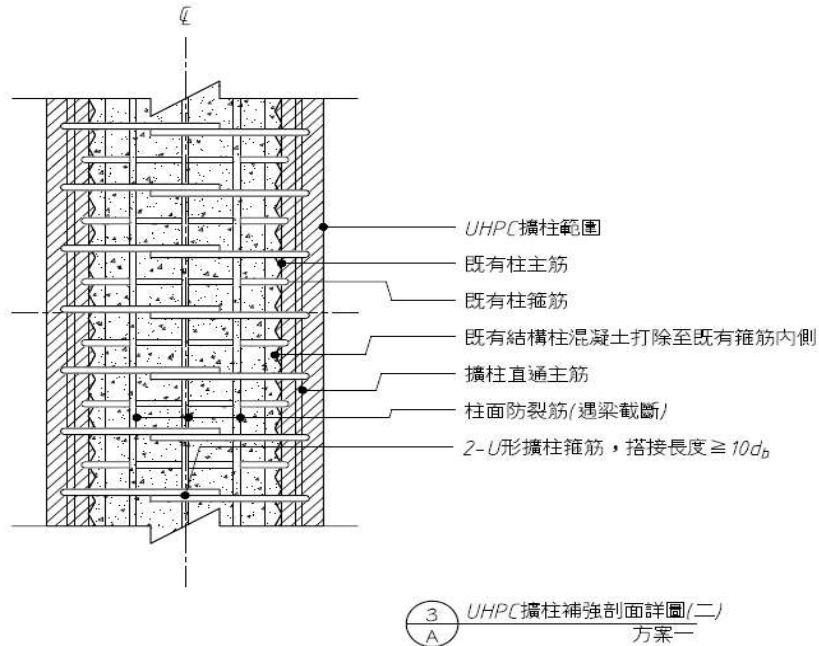 ℄
UHPC擴柱範圍
既有柱主筋
既有柱箍筋
既有結構柱混凝土打除至既有箍筋內側
擴柱直通主筋
柱面防裂筋(遇梁截斷)
2-U形擴柱箍筋，搭接長度≧10db
3
A
UHPC擴柱補強剖面詳圖(二)
方案一